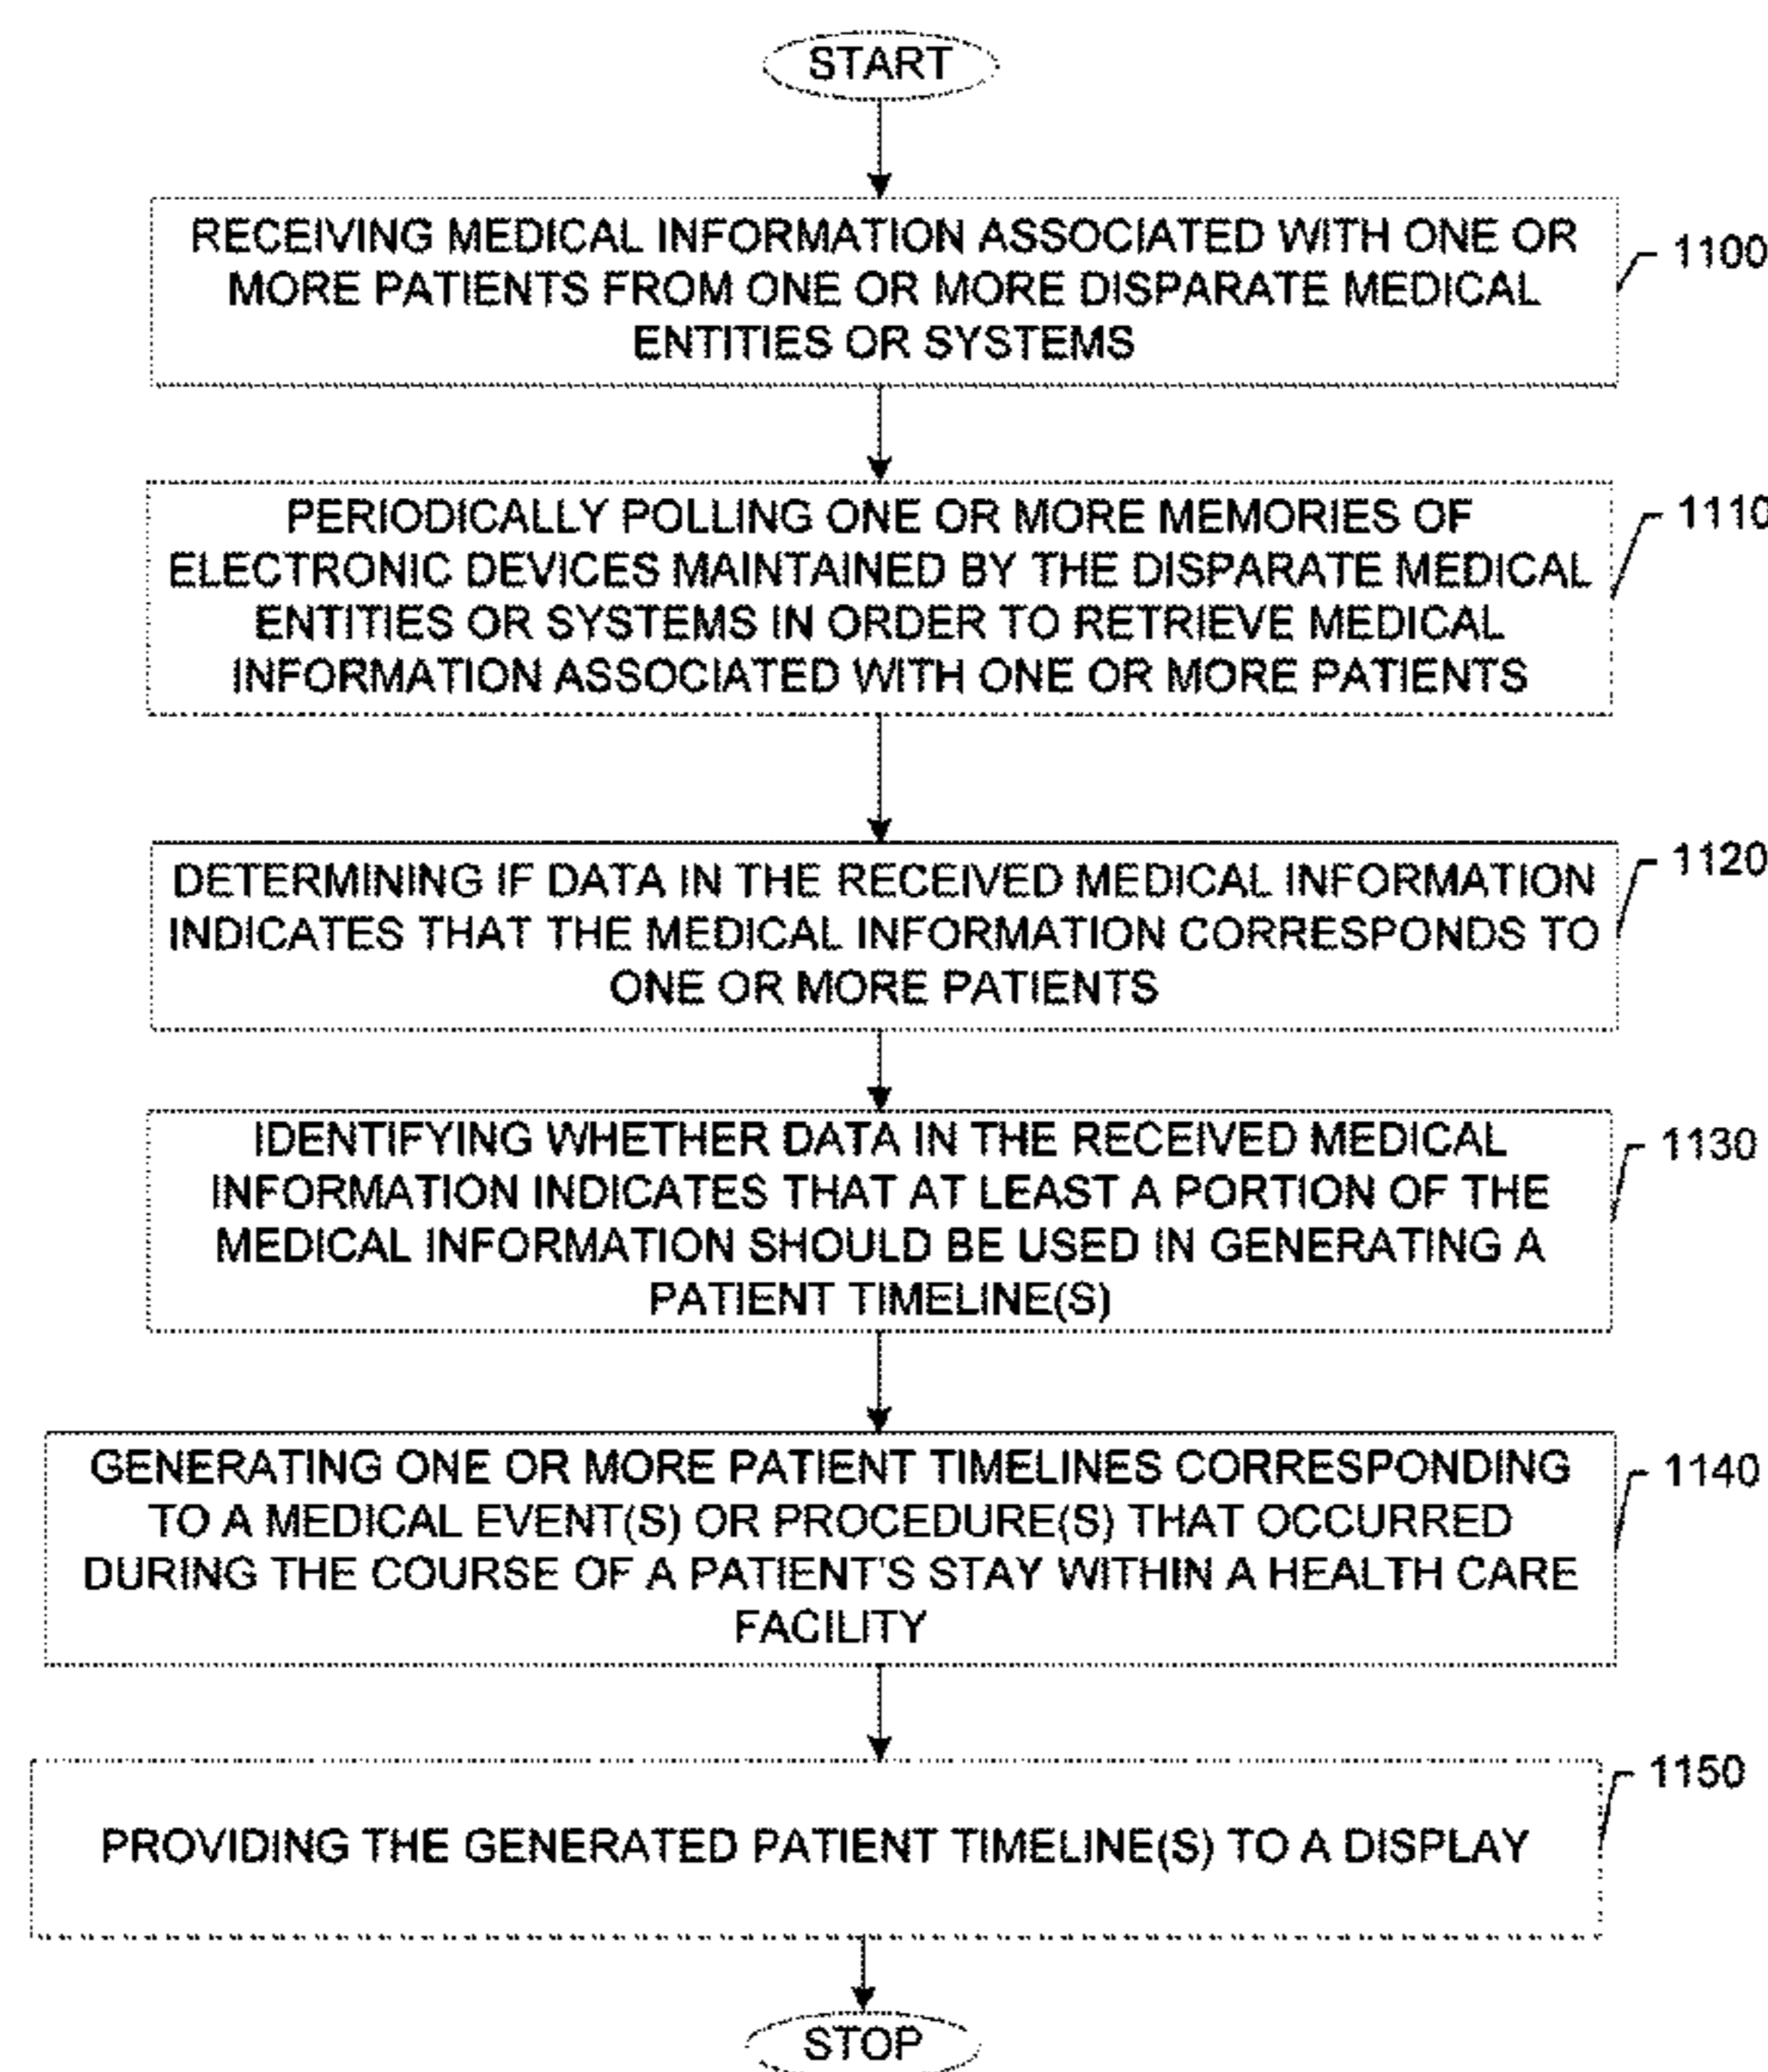 START
RECEIVING MEDICAL INFORMATION ASSOCIATED WITH ONE OR
MORE PATIENTS FROM ONE OR MORE DISPARATE MEDICAL
ENTITIES OR SYSTEMS
1100
PERIODICALLY POLLING ONE OR MORE MEMORIES OF
ELECTRONIC DEVICES MAINTAINED BY THE DISPARATE MEDICAL
ENTITIES OR SYSTEMS IN ORDER TO RETRIEVE MEDICAL
INFORMATION ASSOCIATED WITH ONE OR MORE PATIENTS
1110
DETERMINING IF DATA IN THE RECEIVED MEDICAL INFORMATION
INDICATES THAT THE MEDICAL INFORMATION CORRESPONDS TO
ONE OR MORE PATIENTS
1120
IDENTIFYING WHETHER DATA IN THE RECEIVED MEDICAL
INFORMATION INDICATES THAT AT LEAST A PORTION OF THE
MEDICAL INFORMATION SHOULD BE USED IN GENERATING A
PATIENT TIMELINE(S)
1130
GENERATING ONE OR MORE PATIENT TIMELINES CORRESPONDING
TO A MEDICAL EVENT(S) OR PROCEDURE(S) THAT OCCURRED
DURING THE COURSE OF A PATIENT'S STAY WITHIN A HEALTH CARE
FACILITY
1140
PROVIDING THE GENERATED PATIENT TIMELINE(S) TO A DISPLAY
1150
STOP